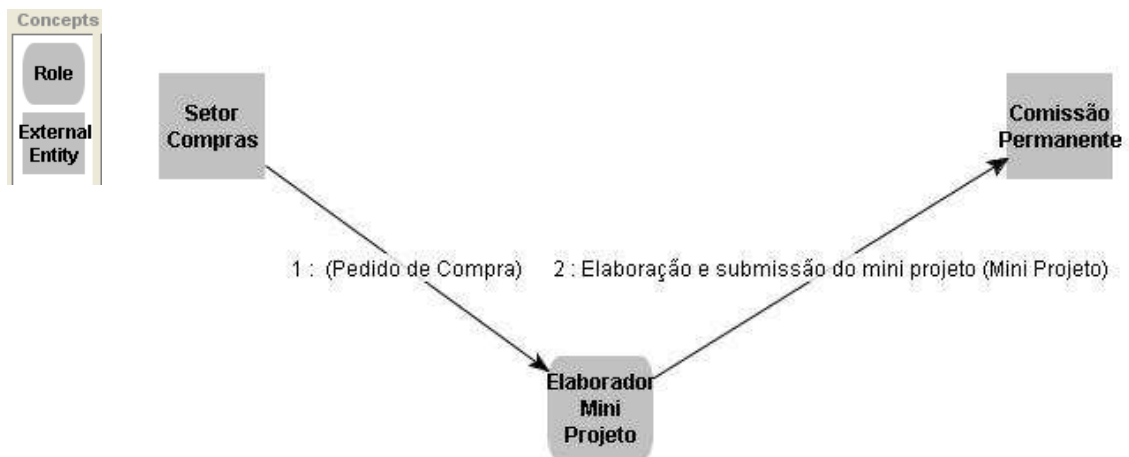 Concepts
Role
External
Entity
Setor
Compras
Comissão
Permanente
1 : (Pedido de Compra)
2 : Elaboração e submissão do mini projeto (Mini Projeto)
Elaborador
Mini
Projeto